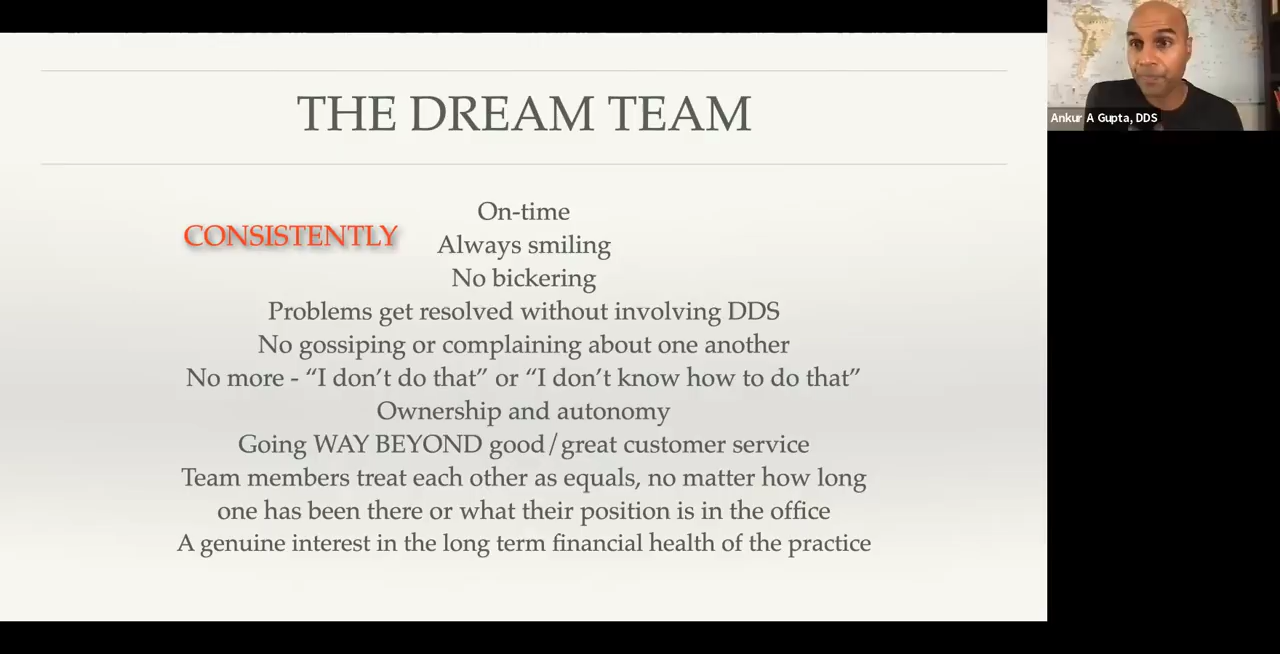 THE DREAM TEAM
On-time
CONSISTENTLY
Always smiling
No bickering
Problems get resolved without involving DDS
No gossiping or complaining about one another
No more - “I don’t do that” or “I don’t know how to do that”
Ownership and autonomy
Going WAY BEYOND good/great customer service
Team members treat each other as equals, no matter how long
one has been there or what their position is in the office
A genuine interest in the long term financial health of the practice
Ankur A Gupta, DDS